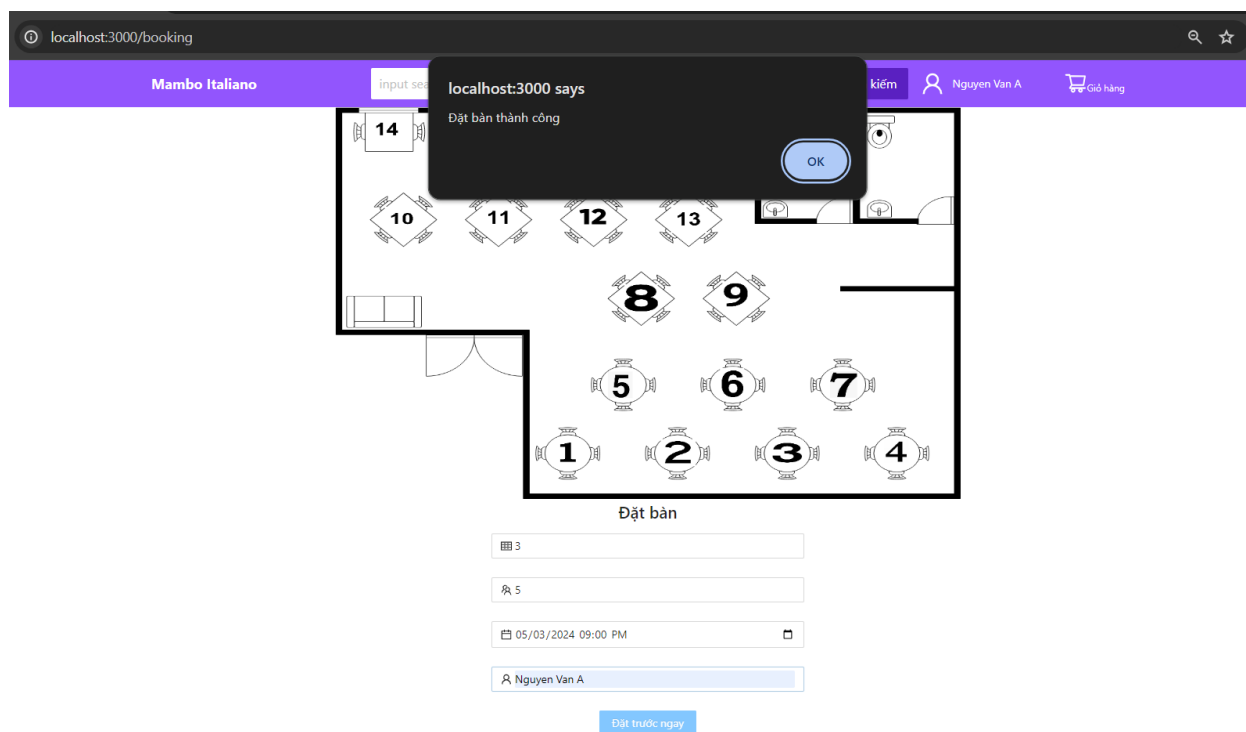 localhost:3000/booking
Mambo Italiano
input sea
kiếm
Nguyen Van A
Giỏ hàng
localhost:3000 says
Đặt bàn thành công
OK
14
10
11
12
13
8
9
5
6
7
1
2
3
4
Đặt bàn
3
5
05/03/2024 09:00 PM
Nguyen Van A
Đặt trước ngay